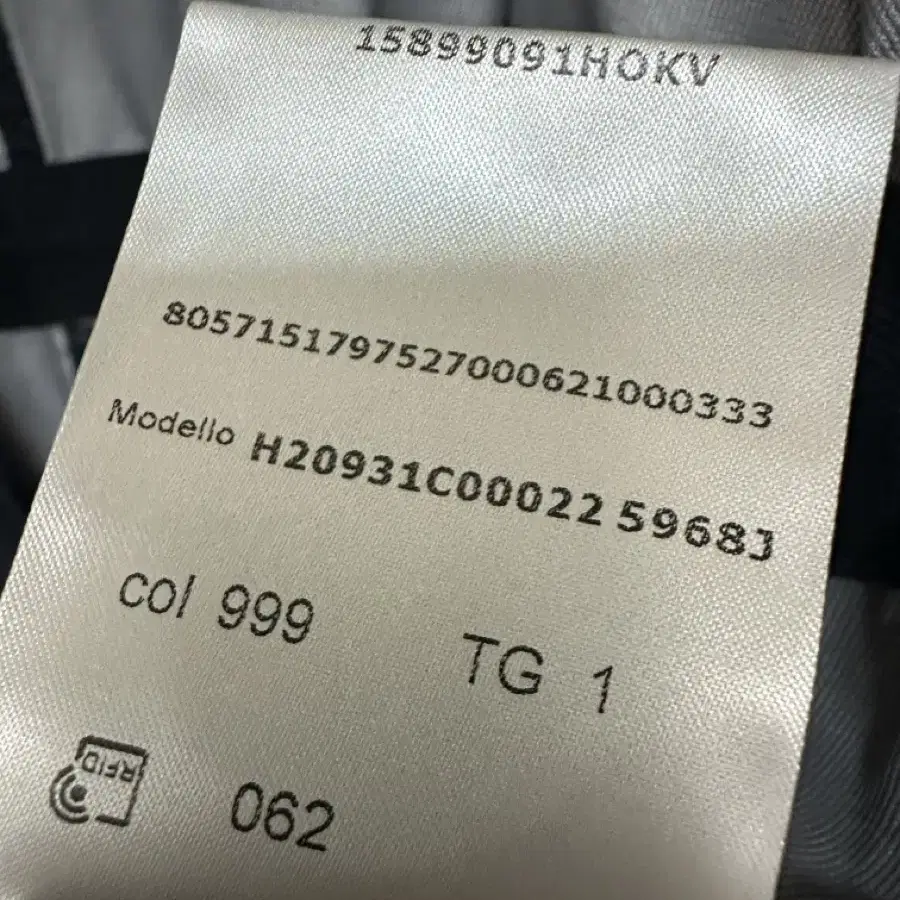 15899091HOKV
8057151797527000621000333
Modello H20931C00022 5968J
col 999 TG 1
RFID
062